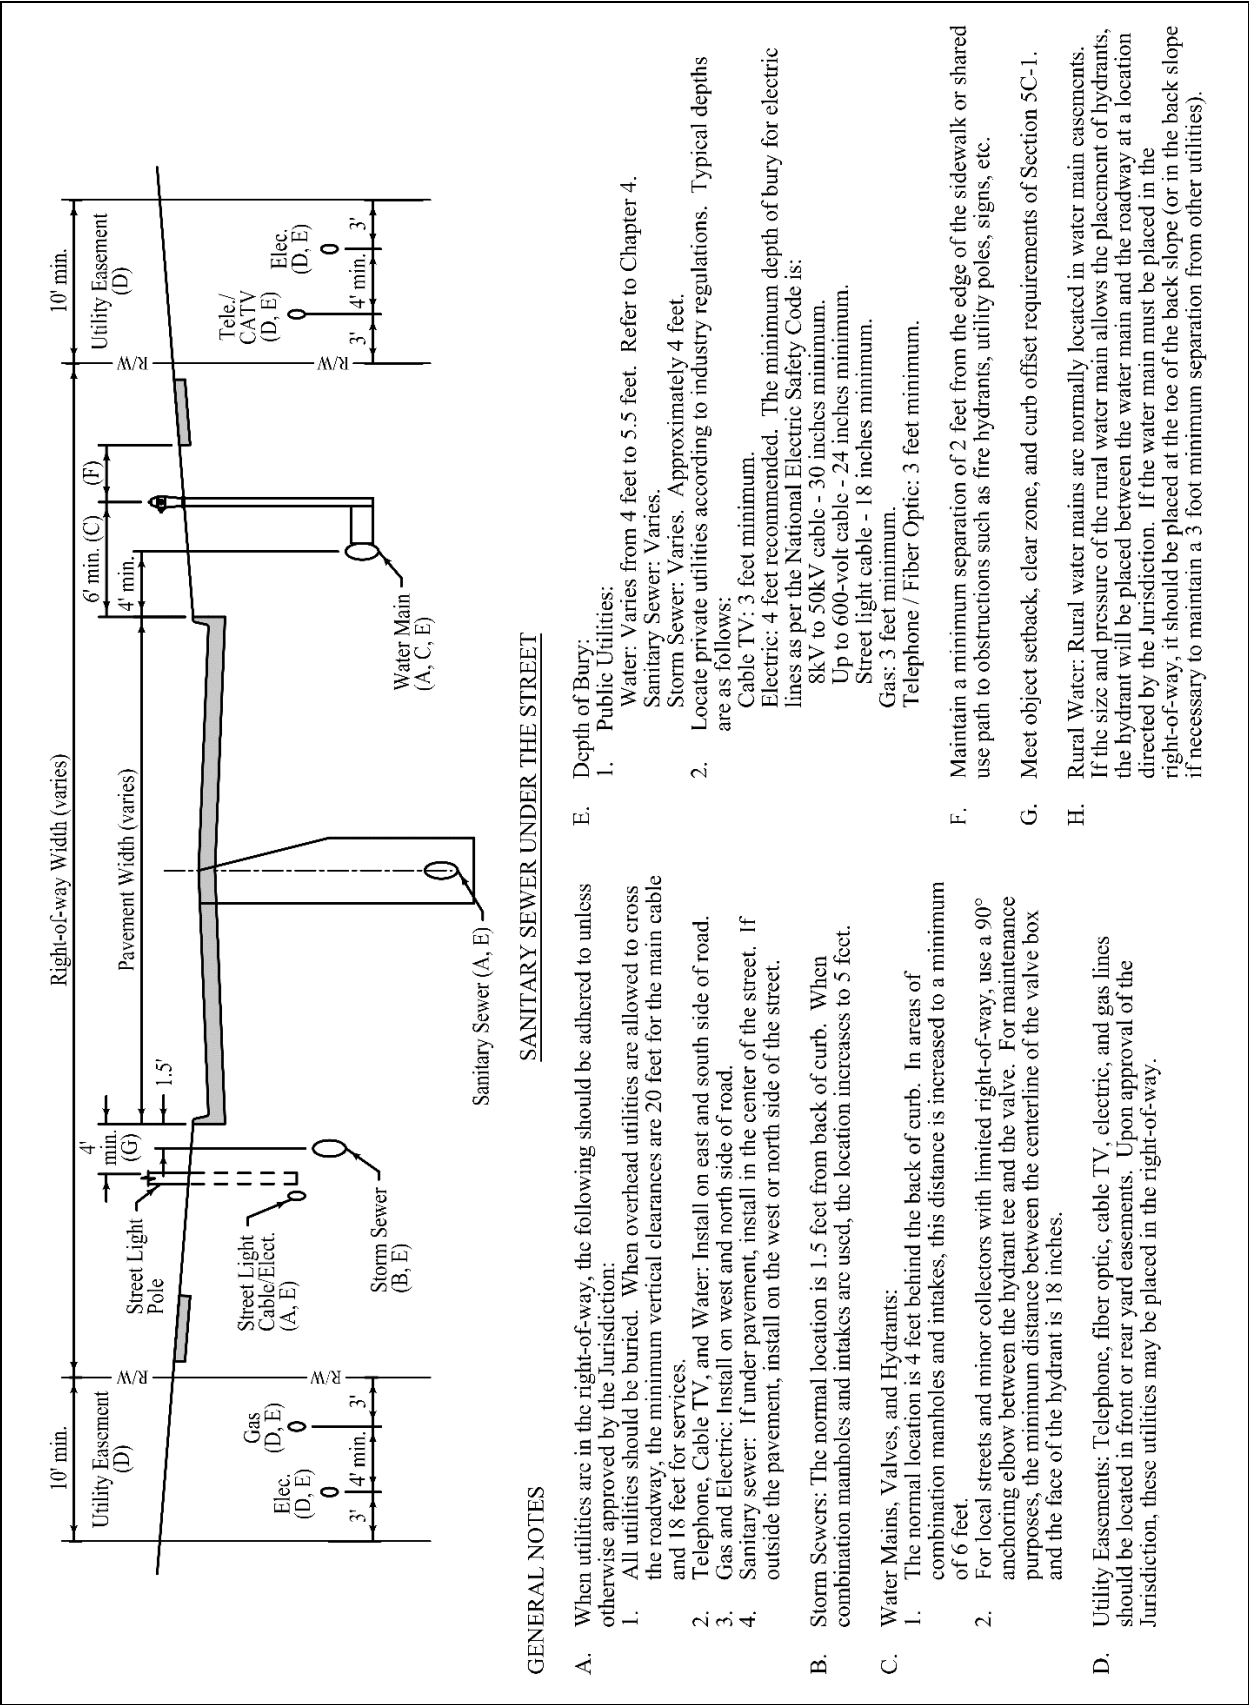 Right-of-way Width (varies)
10' min.
Utility Easement
(D)
R/W
R/W
Elec.
(D, E)
Gas
(D, E)
3'
4' min.
3'
Street Light
Pole
4'
min.
(G)
1.5'
Street Light
Cable/Elect.
(A, E)
Storm Sewer
(B, E)
Pavement Width (varies)
Sanitary Sewer (A, E)
6' min. (C)
(F)
4' min.
Water Main
(A, C, E)
10' min.
Utility Easement
(D)
R/W
R/W
Tele./
CATV
(D, E)
Elec.
(D, E)
3'
4' min.
3'
SANITARY SEWER UNDER THE STREET
GENERAL NOTES
A. When utilities are in the right-of-way, the following should be adhered to unless
otherwise approved by the Jurisdiction:
1. All utilities should be buried. When overhead utilities are allowed to cross
the roadway, the minimum vertical clearances are 20 feet for the main cable
and 18 feet for services.
2. Telephone, Cable TV, and Water: Install on east and south side of road.
3. Gas and Electric: Install on west and north side of road.
4. Sanitary sewer: If under pavement, install in the center of the street. If
outside the pavement, install on the west or north side of the street.
B. Storm Sewers: The normal location is 1.5 feet from back of curb. When
combination manholes and intakes are used, the location increases to 5 feet.
C. Water Mains, Valves, and Hydrants:
1. The normal location is 4 feet behind the back of curb. In areas of
combination manholes and intakes, this distance is increased to a minimum
of 6 feet.
2. For local streets and minor collectors with limited right-of-way, use a 90°
anchoring elbow between the hydrant tee and the valve. For maintenance
purposes, the minimum distance between the centerline of the valve box
and the face of the hydrant is 18 inches.
D. Utility Easements: Telephone, fiber optic, cable TV, electric, and gas lines
should be located in front or rear yard easements. Upon approval of the
Jurisdiction, these utilities may be placed in the right-of-way.
E. Depth of Bury:
1. Public Utilities:
Water: Varies from 4 feet to 5.5 feet. Refer to Chapter 4.
Sanitary Sewer: Varies.
Storm Sewer: Varies. Approximately 4 feet.
2. Locate private utilities according to industry regulations. Typical depths
are as follows:
Cable TV: 3 feet minimum.
Electric: 4 feet recommended. The minimum depth of bury for electric
lines as per the National Electric Safety Code is:
8kV to 50kV cable - 30 inches minimum.
Up to 600-volt cable - 24 inches minimum.
Street light cable - 18 inches minimum.
Gas: 3 feet minimum.
Telephone / Fiber Optic: 3 feet minimum.
F. Maintain a minimum separation of 2 feet from the edge of the sidewalk or shared
use path to obstructions such as fire hydrants, utility poles, signs, etc.
G. Meet object setback, clear zone, and curb offset requirements of Section 5C-1.
H. Rural Water: Rural water mains are normally located in water main easements.
If the size and pressure of the rural water main allows the placement of hydrants,
the hydrant will be placed between the water main and the roadway at a location
directed by the Jurisdiction. If the water main must be placed in the
right-of-way, it should be placed at the toe of the back slope (or in the back slope
if necessary to maintain a 3 foot minimum separation from other utilities).